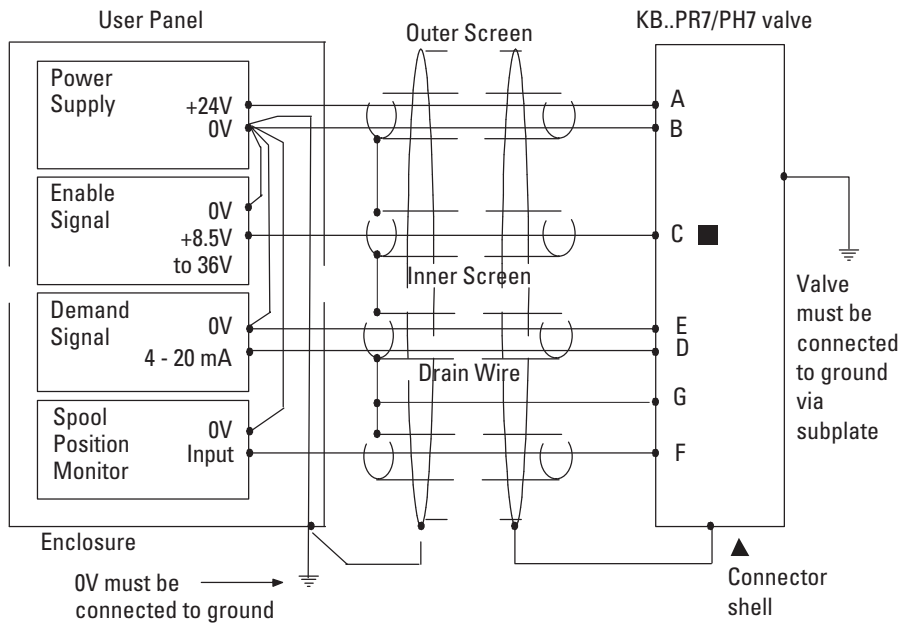 User Panel
Outer Screen
KB..PR7/PH7 valve
Power
Supply
+24V
0V
A
B
Enable
Signal
0V
+8.5V
to 36V
C
Inner Screen
Valve
must be
connected
to ground
via
subplate
Demand
Signal
0V
4 - 20 mA
E
D
Drain Wire
G
Spool
Position
Monitor
0V
Input
F
Enclosure
0V must be
connected to ground
Connector
shell